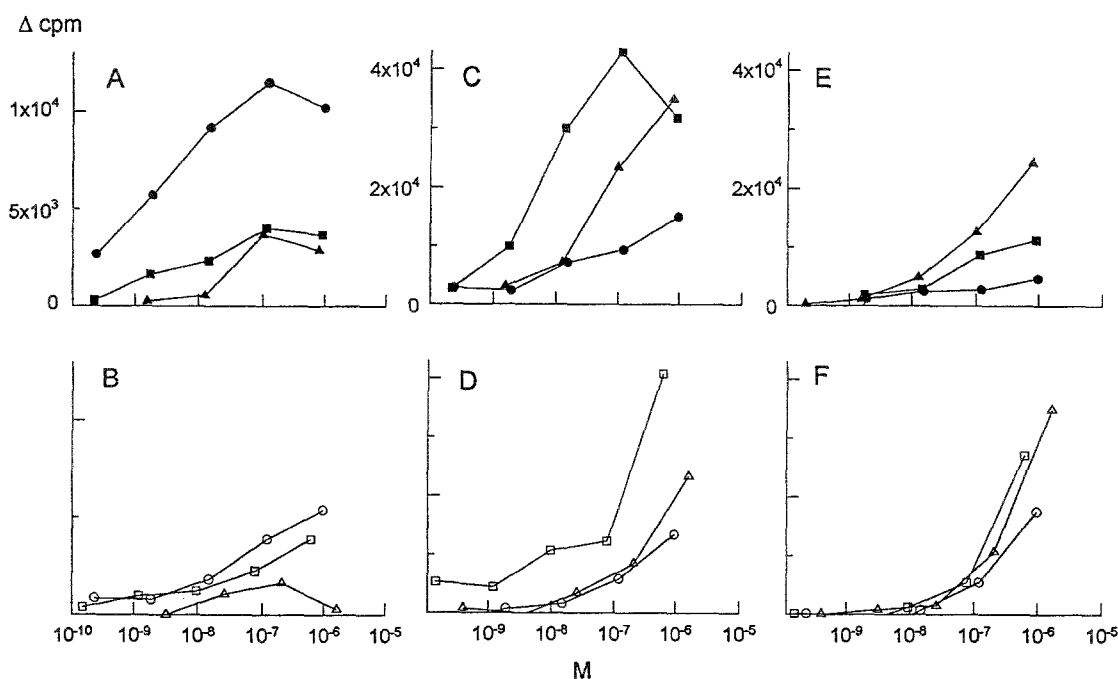 Δ cpm
A
1x10⁴
5x10³
0
C
4x10⁴
2x10⁴
0
E
4x10⁴
2x10⁴
0
B
10⁻¹⁰ 10⁻⁹ 10⁻⁸ 10⁻⁷ 10⁻⁶ 10⁻⁵
D
10⁻⁹ 10⁻⁸ 10⁻⁷ 10⁻⁶ 10⁻⁵
F
10⁻⁹ 10⁻⁸ 10⁻⁷ 10⁻⁶ 10⁻⁵
M